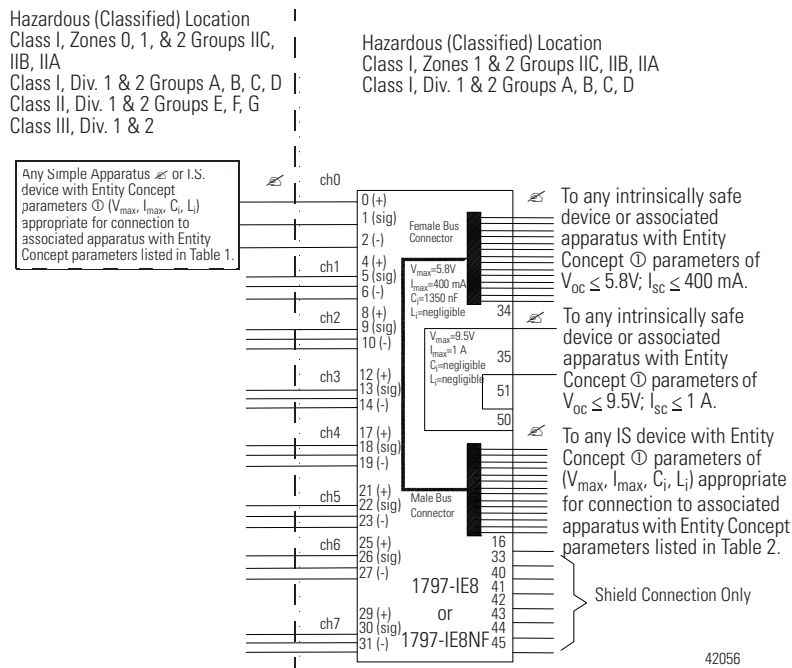 Hazardous (Classified) Location
Class I, Zones 0, 1, & 2 Groups IIC,
IIB, IIA
Class I, Div. 1 & 2 Groups A, B, C, D
Class II, Div. 1 & 2 Groups E, F, G
Class III, Div. 1 & 2
Hazardous (Classified) Location
Class I, Zones 1 & 2 Groups IIC, IIB, IIA
Class I, Div. 1 & 2 Groups A, B, C, D
Any Simple Apparatus ✍ or I.S.
device with Entity Concept
parameters ① (Vmax, Imax, Ci, Li)
appropriate for connection to
associated apparatus with Entity
Concept parameters listed in Table 1.
✍
ch0
0 (+)
1 (sig)
2 (-)
ch1
4 (+)
5 (sig)
6 (-)
ch2
8 (+)
9 (sig)
10 (-)
ch3
12 (+)
13 (sig)
14 (-)
ch4
17 (+)
18 (sig)
19 (-)
ch5
21 (+)
22 (sig)
23 (-)
ch6
25 (+)
26 (sig)
27 (-)
ch7
29 (+)
30 (sig)
31 (-)
Female Bus
Connector
Vmax=5.8V
Imax=400 mA
Ci=1350 nF
Li=negligible
34
Vmax=9.5V
Imax=1 A
Ci=negligible
Li=negligible
35
51
50
Male Bus
Connector
16
33
40
41
42
43
44
45
1797-IE8
or
1797-IE8NF
✍ To any intrinsically safe
device or associated
apparatus with Entity
Concept ① parameters of
Voc ≤ 5.8V; Isc ≤ 400 mA.
✍ To any intrinsically safe
device or associated
apparatus with Entity
Concept ① parameters of
Voc ≤ 9.5V; Isc ≤ 1 A.
✍ To any IS device with Entity
Concept ① parameters of
(Vmax, Imax, Ci, Li) appropriate
for connection to associated
apparatus with Entity Concept
parameters listed in Table 2.
Shield Connection Only
42056